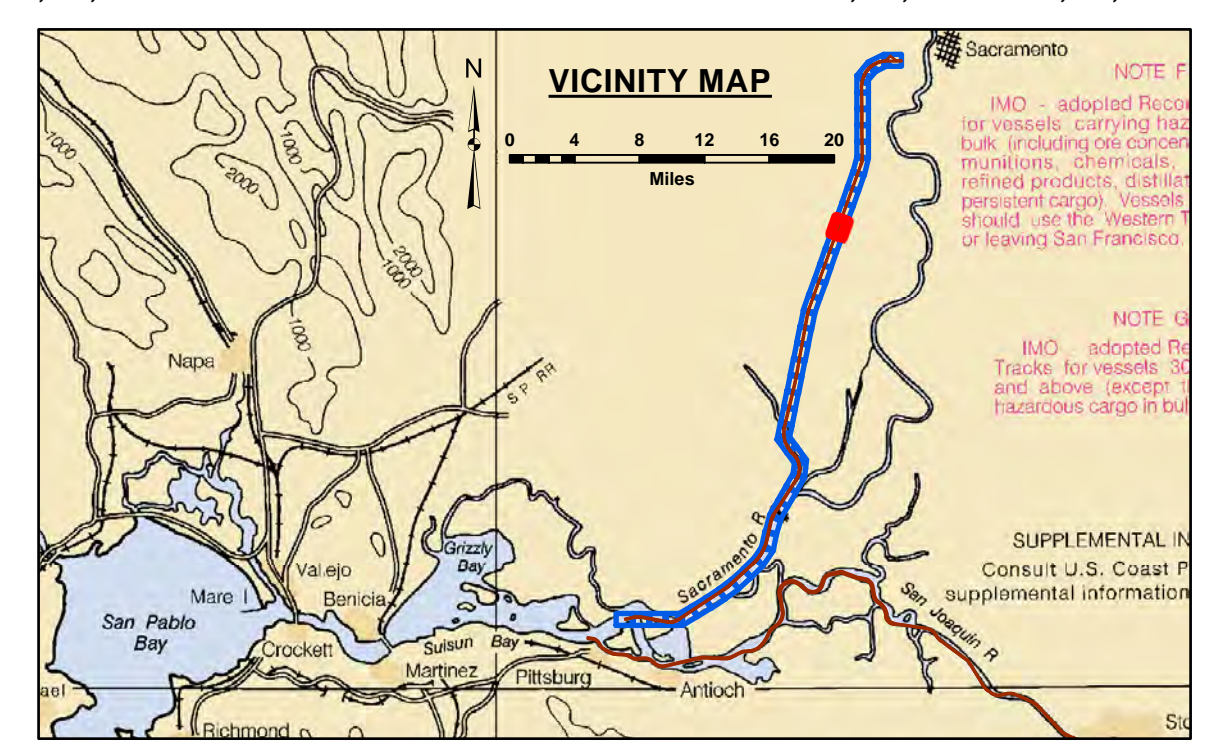 Sacramento
NOTE F
N
VICINITY MAP
IMO - adopted Recor
for vessels carrying haz
bulk (including ore concen
munitions, chemicals,
refined products, distillat
persistent cargo). Vessels
should use the Western T
or leaving San Francisco.
0 4 8 12 16 20
Miles
1000
1000
2000
2000
1000
1000
NOTE G
IMO - adopted Re
Tracks for vessels 30
and above (except t
hazardous cargo in bul
Napa
S P RR
SUPPLEMENTAL IN
Consult U.S. Coast P
supplemental information
Grizzly
Bay
Sacramento R
Vallejo
Mare I
Benicia
San Joaquin R
San Pablo
Bay
Crockett
Suisun Bay
Martinez
Pittsburg
Antioch
ael
Richmond
Sto